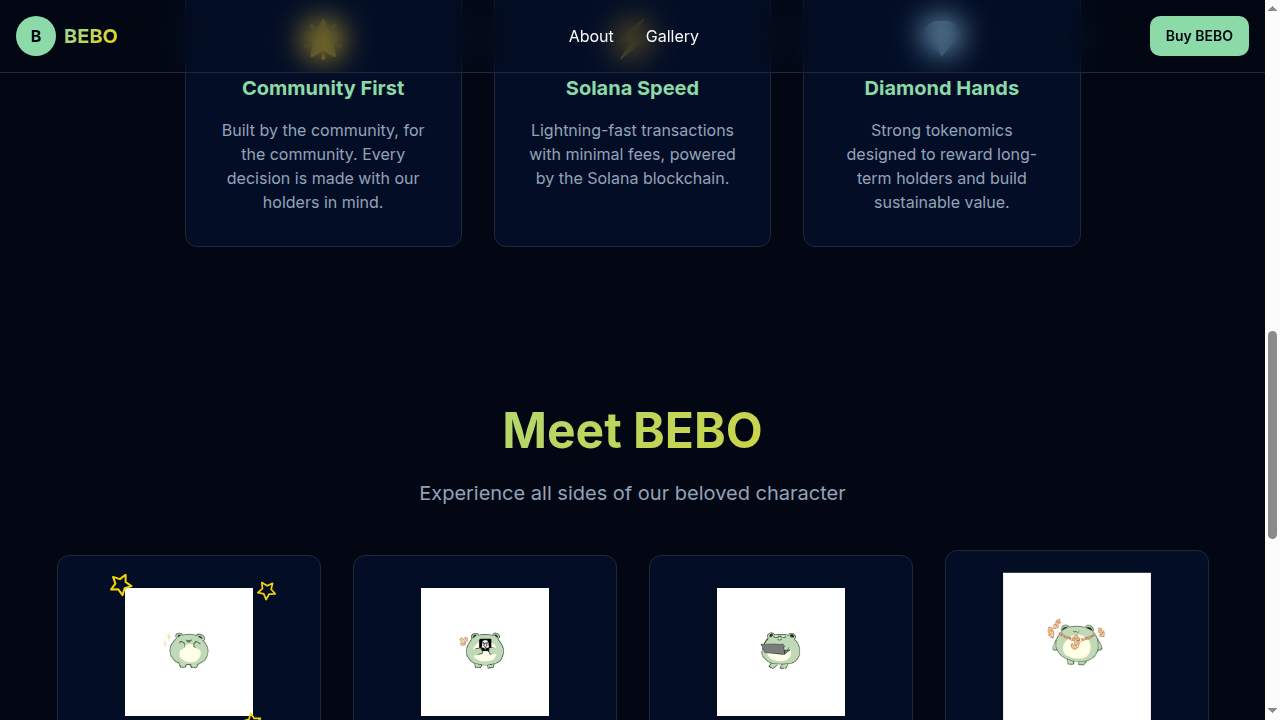 B BEBO About Gallery Buy BEBO
Community First
Built by the community, for
the community. Every
decision is made with our
holders in mind.
Solana Speed
Lightning-fast transactions
with minimal fees, powered
by the Solana blockchain.
Diamond Hands
Strong tokenomics
designed to reward long-
term holders and build
sustainable value.
Meet BEBO
Experience all sides of our beloved character